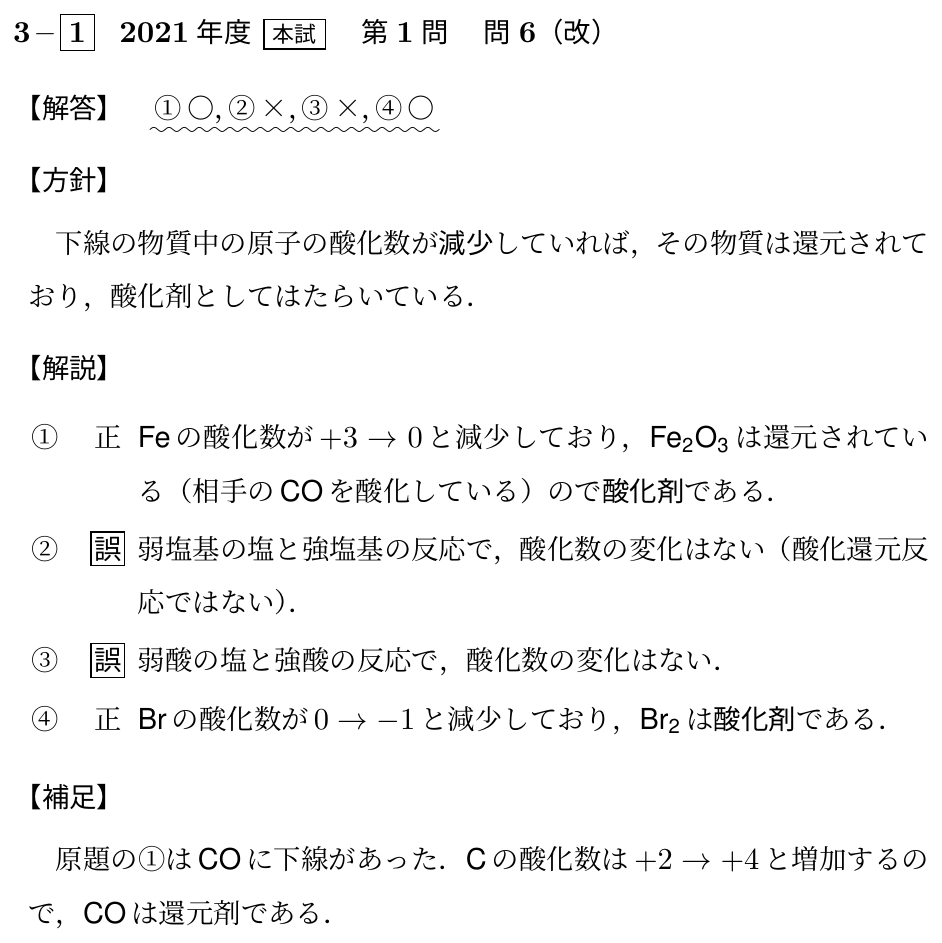 3−1 2021 年度 本試 第 1 問 問 6（改）
【解答】 ① ○, ② ×, ③ ×, ④ ○
【方針】
下線の物質中の原子の酸化数が減少していれば，その物質は還元されて
おり，酸化剤としてはたらいている．
【解説】
① 正 Fe の酸化数が +3 → 0 と減少しており，Fe₂O₃ は還元されてい
る（相手の CO を酸化している）ので酸化剤である．
② 誤 弱塩基の塩と強塩基の反応で，酸化数の変化はない（酸化還元反
応ではない）．
③ 誤 弱酸の塩と強酸の反応で，酸化数の変化はない．
④ 正 Br の酸化数が 0 → −1 と減少しており，Br₂ は酸化剤である．
【補足】
原題の①は CO に下線があった．C の酸化数は +2 → +4 と増加するの
で，CO は還元剤である．